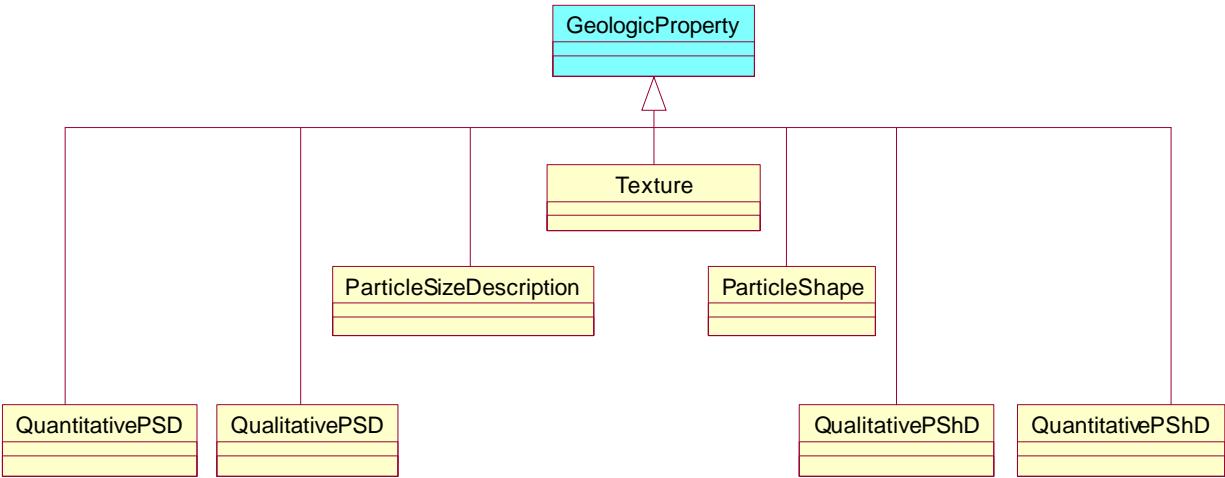 GeologicProperty
Texture
ParticleSizeDescription
ParticleShape
QuantitativePSD
QualitativePSD
QualitativePShD
QuantitativePShD